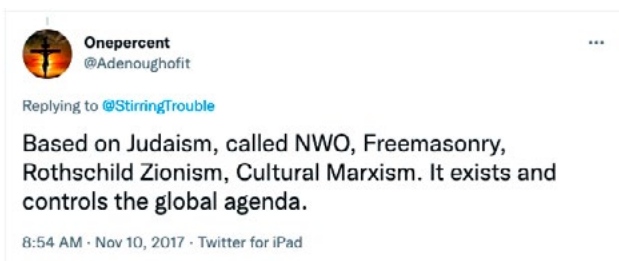 Onepercent
@Adenoughofit
Replying to @StirringTrouble
Based on Judaism, called NWO, Freemasonry,
Rothschild Zionism, Cultural Marxism. It exists and
controls the global agenda.
8:54 AM · Nov 10, 2017 · Twitter for iPad